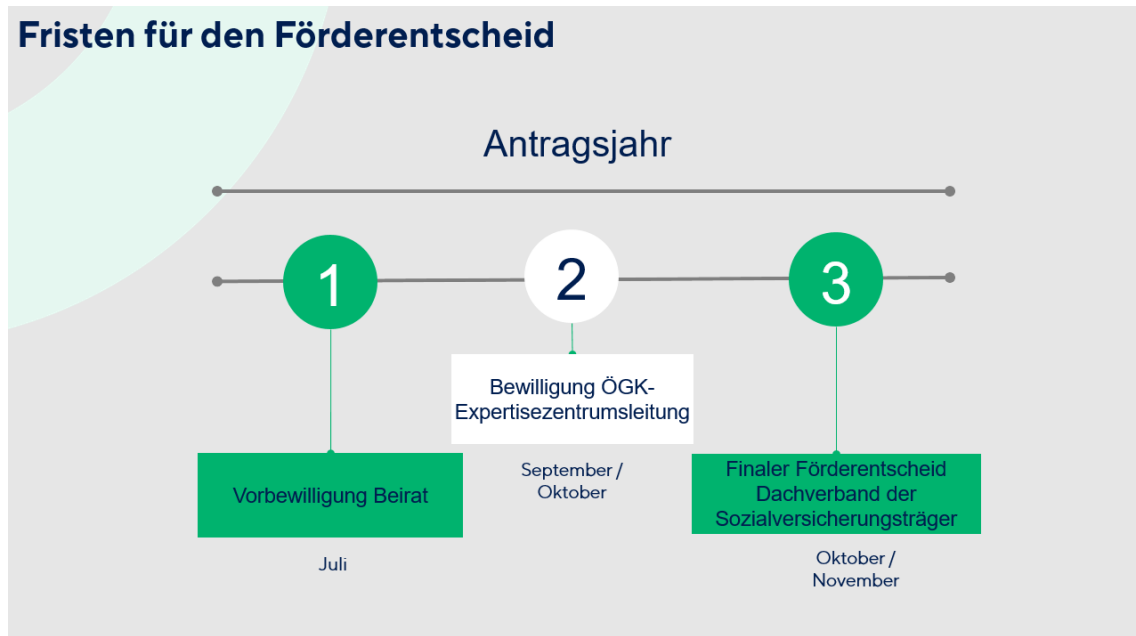 Fristen für den Förderentscheid
Antragsjahr
1
2
3
Bewilligung ÖGK-
Expertisezentrumsleitung
September /
Oktober
Vorbewilligung Beirat
Juli
Finaler Förderentscheid
Dachverband der
Sozialversicherungsträger
Oktober /
November